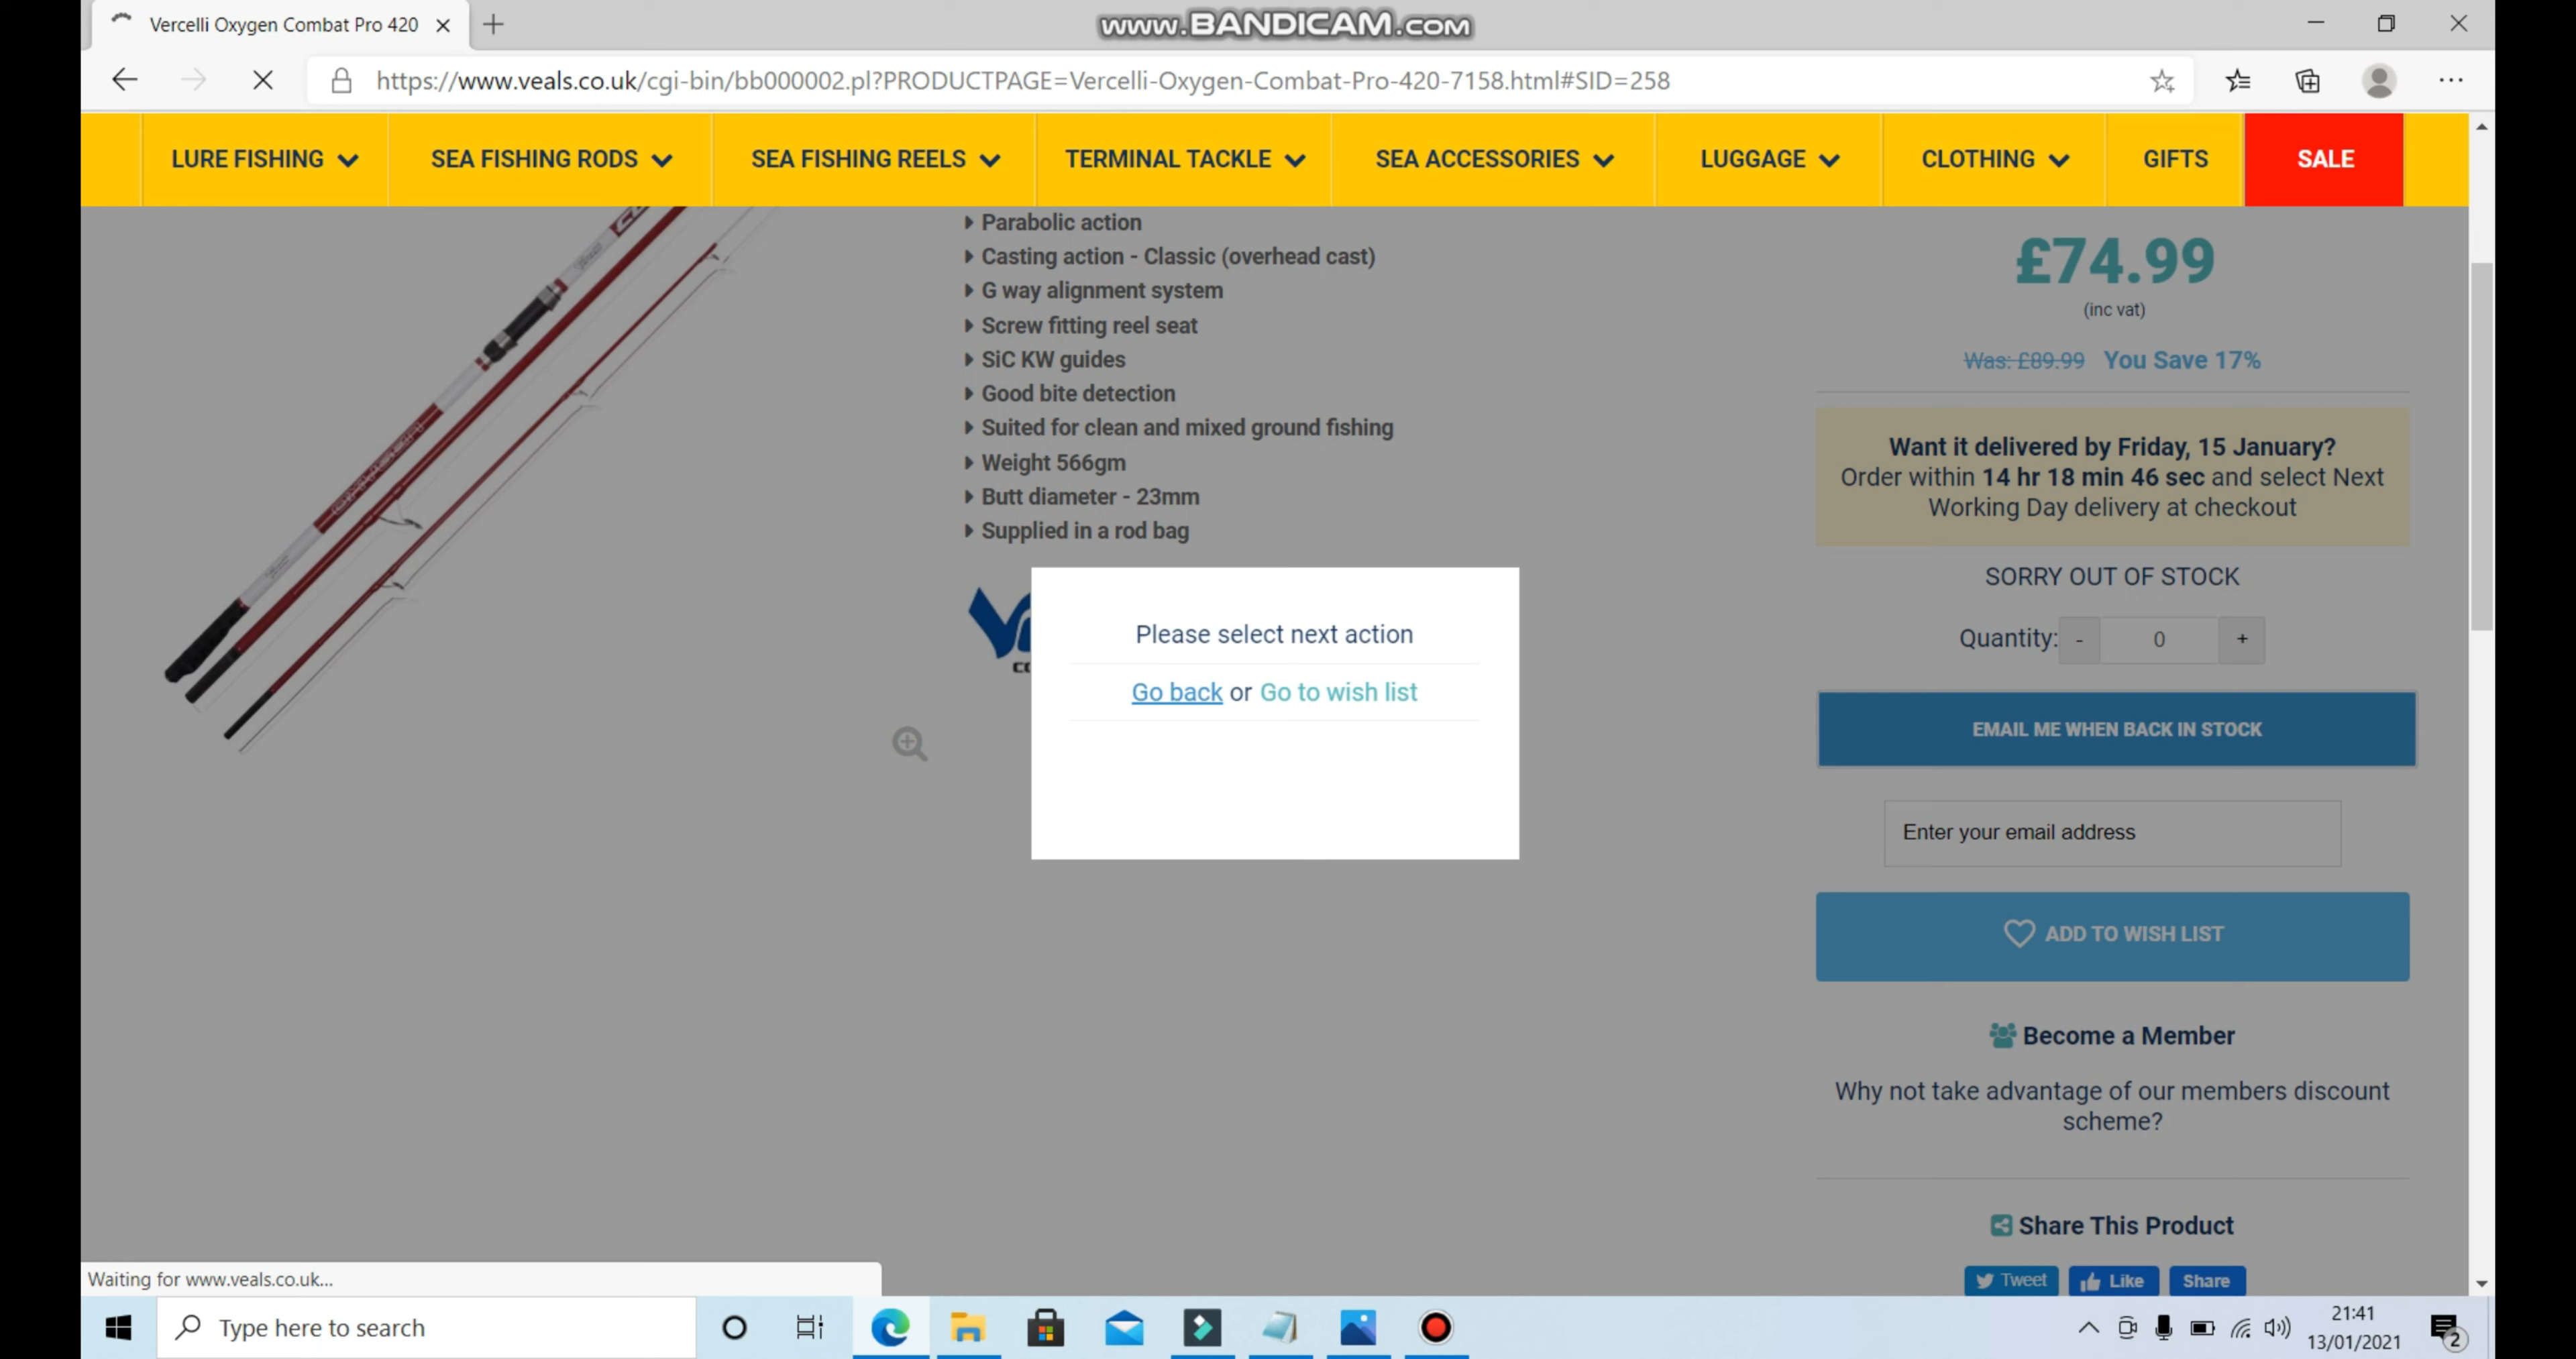 Vercelli Oxygen Combat Pro 420
www.BANDICAM.com
https://www.veals.co.uk/cgi-bin/bb000002.pl?PRODUCTPAGE=Vercelli-Oxygen-Combat-Pro-420-7158.html#SID=258
LURE FISHING
SEA FISHING RODS
SEA FISHING REELS
TERMINAL TACKLE
SEA ACCESSORIES
LUGGAGE
CLOTHING
GIFTS
SALE
Parabolic action
Casting action - Classic (overhead cast)
G way alignment system
Screw fitting reel seat
SiC KW guides
Good bite detection
Suited for clean and mixed ground fishing
Weight 566gm
Butt diameter - 23mm
Supplied in a rod bag
£74.99
(inc vat)
Was: £89.99 You Save 17%
Want it delivered by Friday, 15 January?
Order within 14 hr 18 min 46 sec and select Next
Working Day delivery at checkout
SORRY OUT OF STOCK
Quantity: - 0 +
EMAIL ME WHEN BACK IN STOCK
Enter your email address
ADD TO WISH LIST
Become a Member
Why not take advantage of our members discount
scheme?
Share This Product
Tweet
Like
Share
Please select next action
Go back or Go to wish list
Waiting for www.veals.co.uk...
Type here to search
21:41
13/01/2021
2